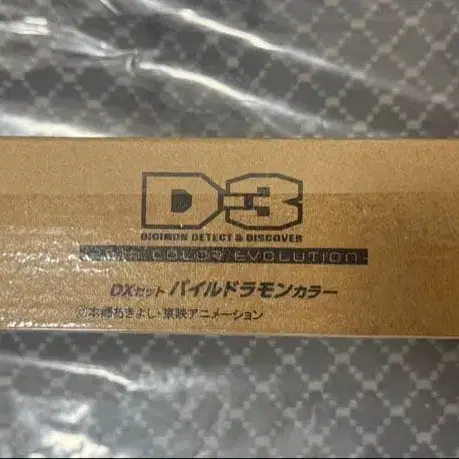 D-3
DIGIMON DETECT & DISCOVER
COLOR EVOLUTION
DXセット パイルドラモンカラー
©本郷あきよし・東映アニメーション